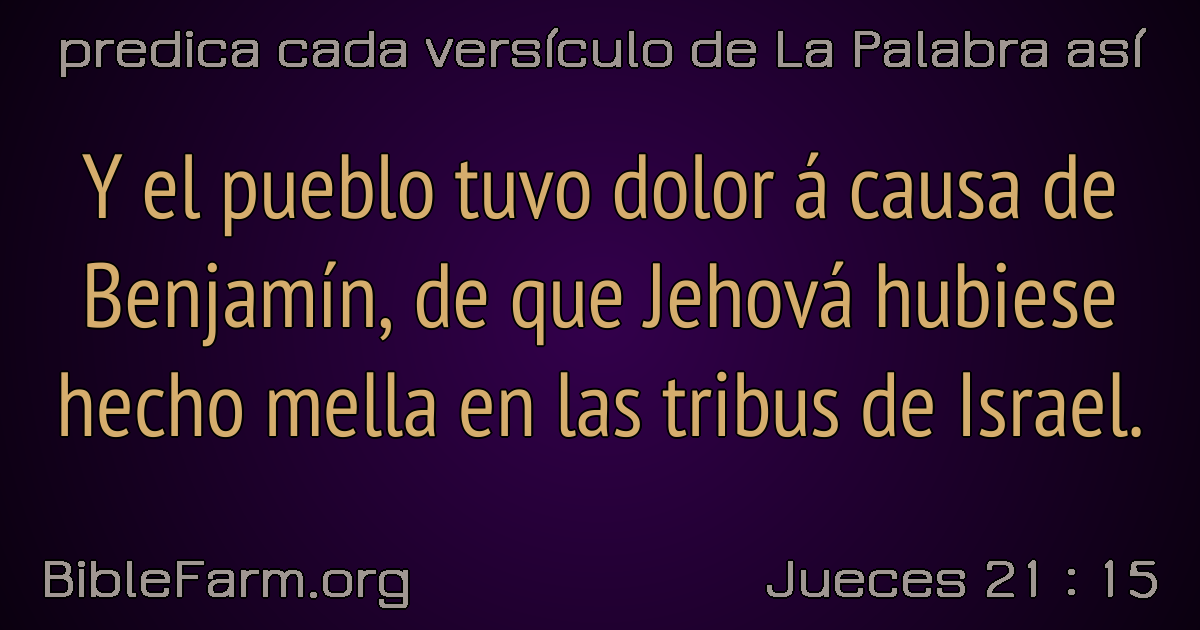 predica cada versículo de La Palabra así
Y el pueblo tuvo dolor á causa de
Benjamín, de que Jehová hubiese
hecho mella en las tribus de Israel.
BibleFarm.org
Jueces 21 : 15